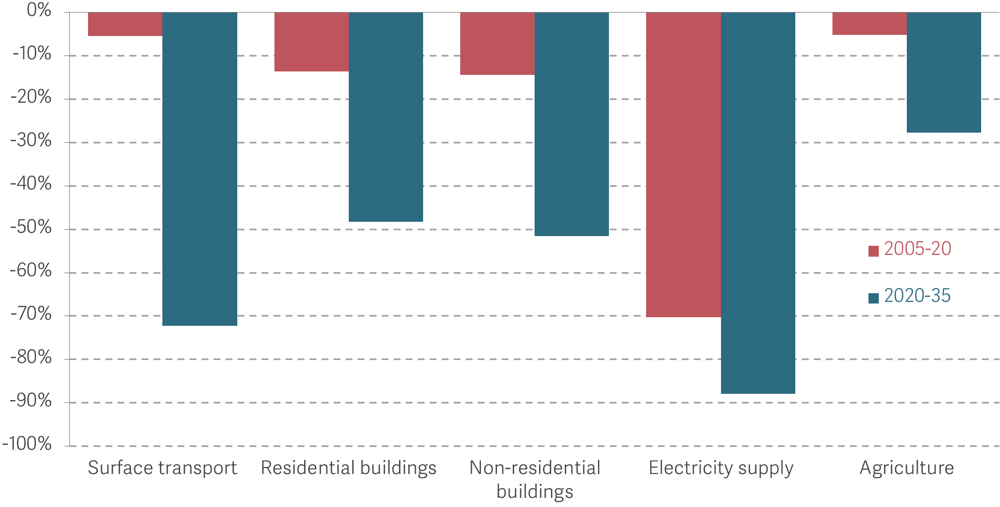 0%
-10%
-20%
-30%
-40%
-50%
-60%
-70%
-80%
-90%
-100%
2005-20
2020-35
Surface transport
Residential buildings
Non-residential
buildings
Electricity supply
Agriculture